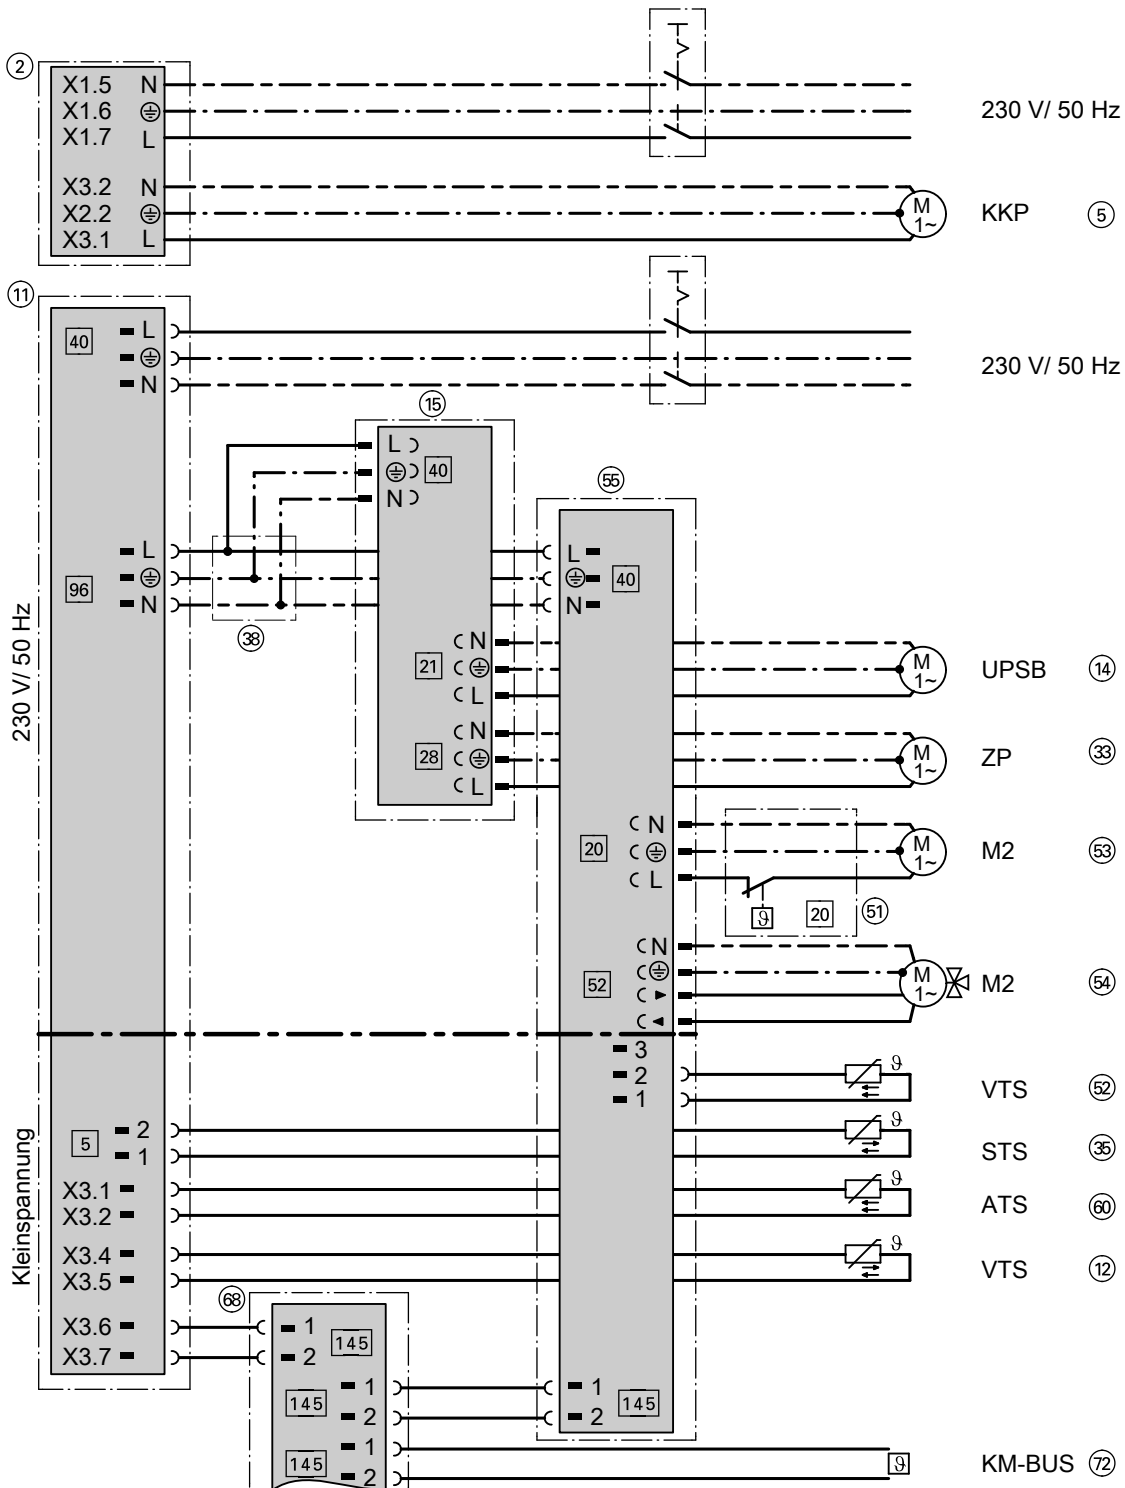 2
X1.5 N
X1.6
X1.7 L
230 V/ 50 Hz
X3.2 N
X2.2
X3.1 L
M
1~
KKP 5
11
40
L
N
230 V/ 50 Hz
15
L
40
N
55
96
L
N
38
L
40
N
230 V/ 50 Hz
21
N
L
M
1~
UPSB 14
28
N
L
M
1~
ZP 33
20
N
L
M
1~
M2 53
ϑ
20
51
52
N
M
1~
M2 54
3
2
1
ϑ
VTS 52
Kleinspannung
5
2
1
ϑ
STS 35
X3.1
X3.2
ϑ
ATS 60
X3.4
X3.5
ϑ
VTS 12
68
X3.6
X3.7
1
2
145
145
1
2
1
2
145
145
1
2
ϑ
KM-BUS 72